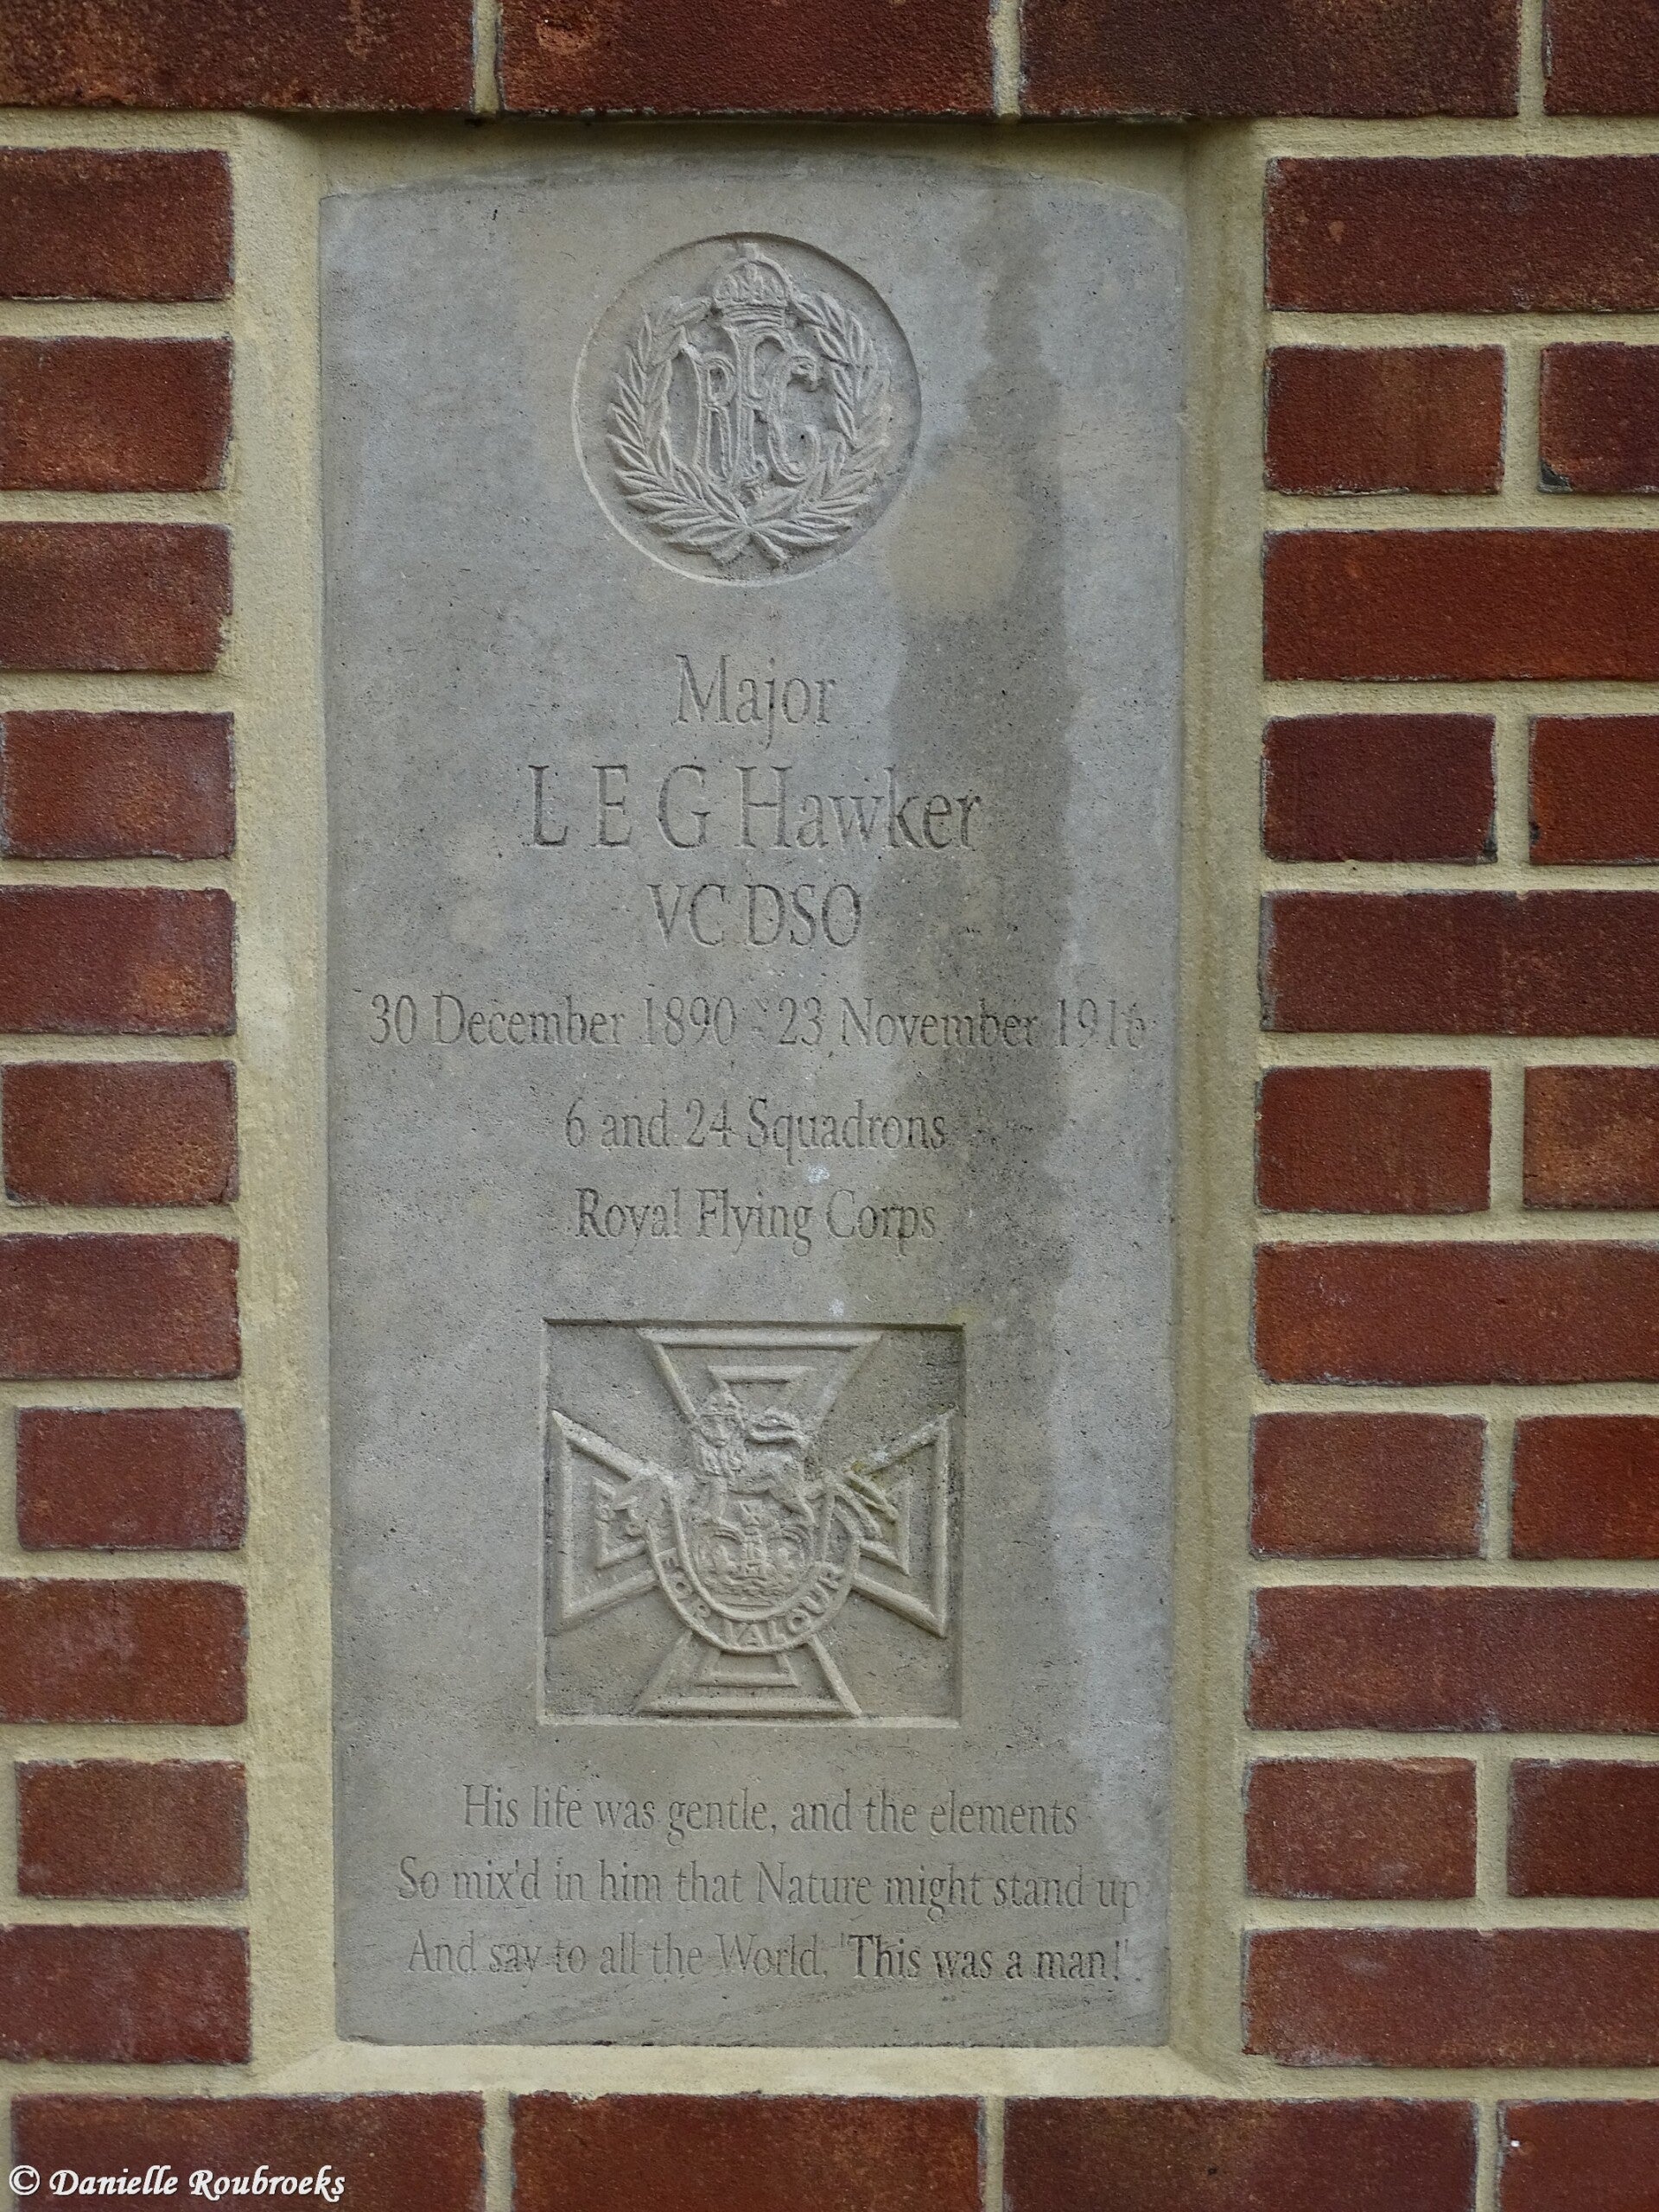 RFC
Major
L E G Hawker
VC DSO
30 December 1890 - 23 November 1916
6 and 24 Squadrons
Royal Flying Corps
FOR VALOUR
His life was gentle, and the elements
So mix'd in him that Nature might stand up
And say to all the World, 'This was a man!'
© Danielle Roubroeks